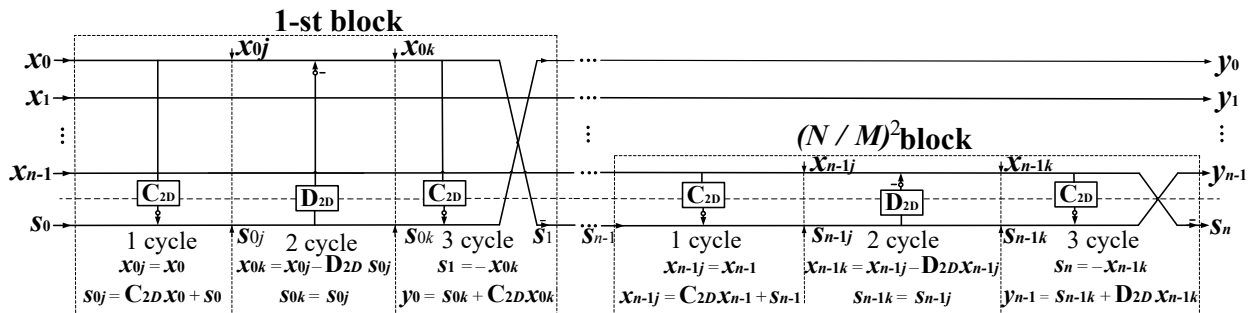 1-st block
x0j x0k
x0 ... y0
x1 ... y1
⋮ ⋮ (N / M)² block ⋮
xn-1j xn-1k
xn-1 ... yn-1
C2D D2D C2D C2D D2D C2D
s0 s0j s0k s1 ... sn-1 sn-1j sn-1k sn
1 cycle 2 cycle 3 cycle 1 cycle 2 cycle 3 cycle
x0j = x0 x0k = x0j – D2D s0j s1 = – x0k xn-1j = xn-1 xn-1k = xn-1j – D2D xn-1j sn = – xn-1k
s0j = C2D x0 + s0 s0k = s0j y0 = s0k + C2D x0k xn-1j = C2D xn-1 + sn-1 sn-1k = sn-1j yn-1 = sn-1k + D2D xn-1k